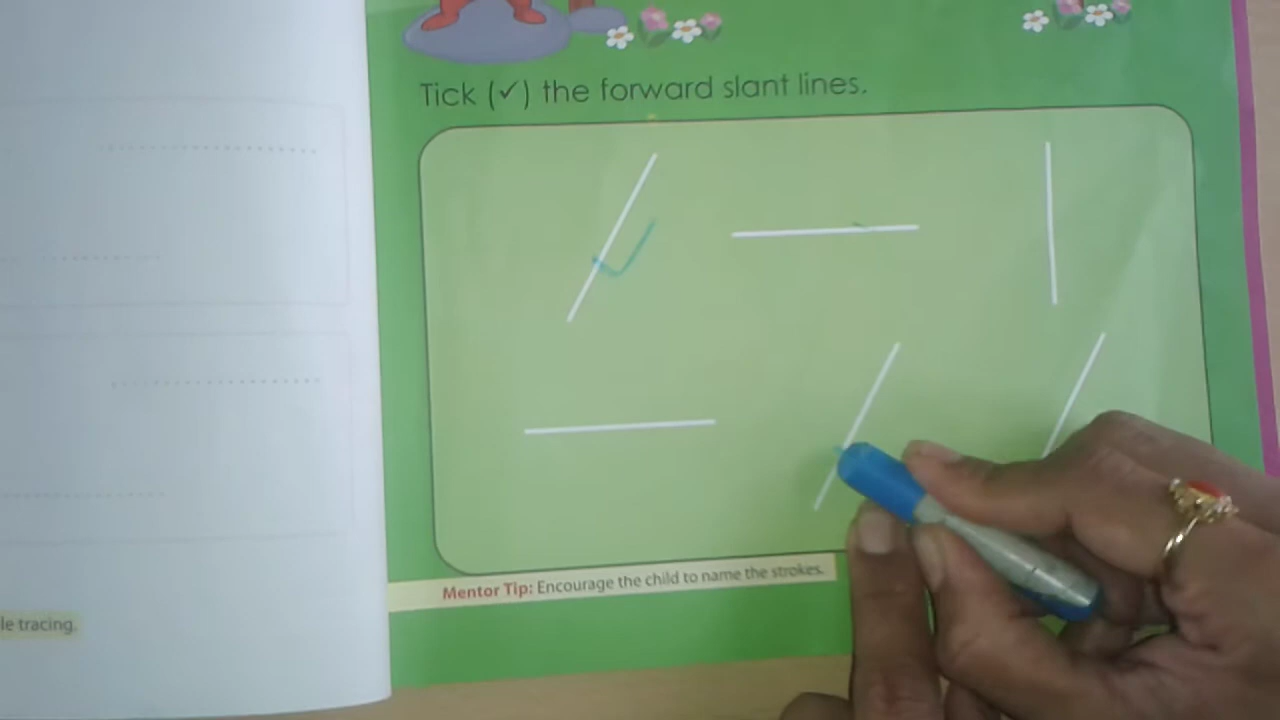 Tick (✓) the forward slant lines.
Mentor Tip: Encourage the child to name the strokes.
le tracing.